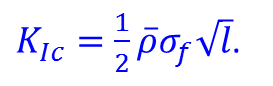 $K_{Ic} = \frac{1}{2} \bar{\rho} \sigma_f \sqrt{l}.$